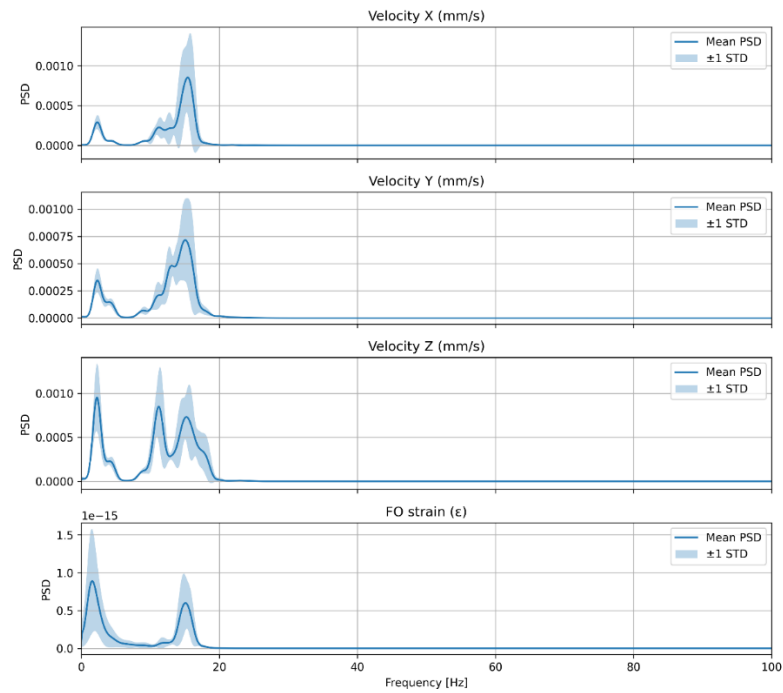 Velocity X (mm/s)
PSD
0.0010
0.0005
0.0000
Mean PSD
±1 STD
Velocity Y (mm/s)
PSD
0.00100
0.00075
0.00050
0.00025
0.00000
Mean PSD
±1 STD
Velocity Z (mm/s)
PSD
0.0010
0.0005
0.0000
Mean PSD
±1 STD
FO strain (ε)
1e−15
PSD
1.5
1.0
0.5
0.0
Mean PSD
±1 STD
0 20 40 60 80 100
Frequency [Hz]